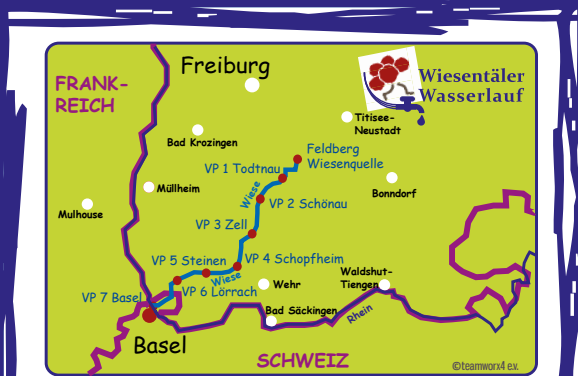 Freiburg
FRANK-
REICH
Wiesentäler
Wasserlauf
Titisee-
Neustadt
Bad Krozingen
Feldberg
Wiesenquelle
VP 1 Todtnau
Müllheim
Wiese
Bonndorf
VP 2 Schönau
Mulhouse
VP 3 Zell
VP 5 Steinen
VP 4 Schopfheim
Wiese
Waldshut-
Tiengen
Wehr
VP 6 Lörrach
VP 7 Basel
Bad Säckingen
Rhein
Basel
SCHWEIZ
©teamworx4 e.v.